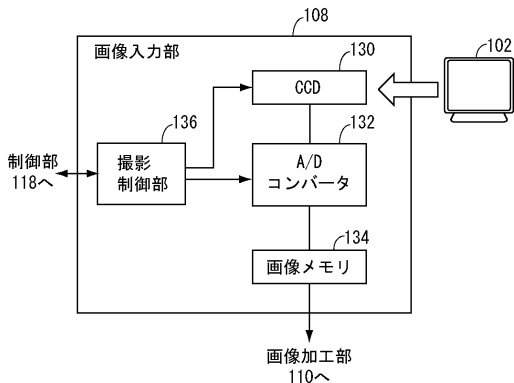 108
画像入力部
130
102
CCD
136
132
制御部
118へ
撮影
制御部
A/D
コンバータ
134
画像メモリ
画像加工部
110へ